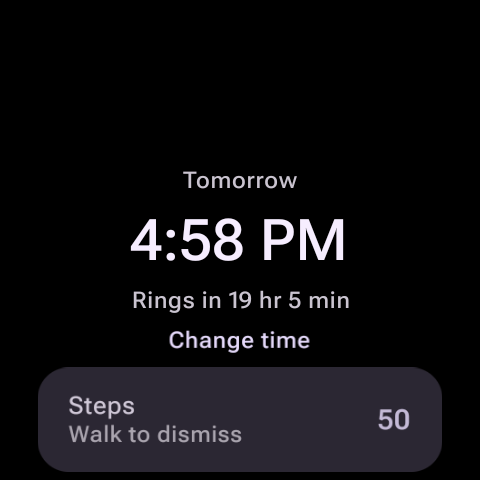 Tomorrow
4:58 PM
Rings in 19 hr 5 min
Change time
Steps
Walk to dismiss
50